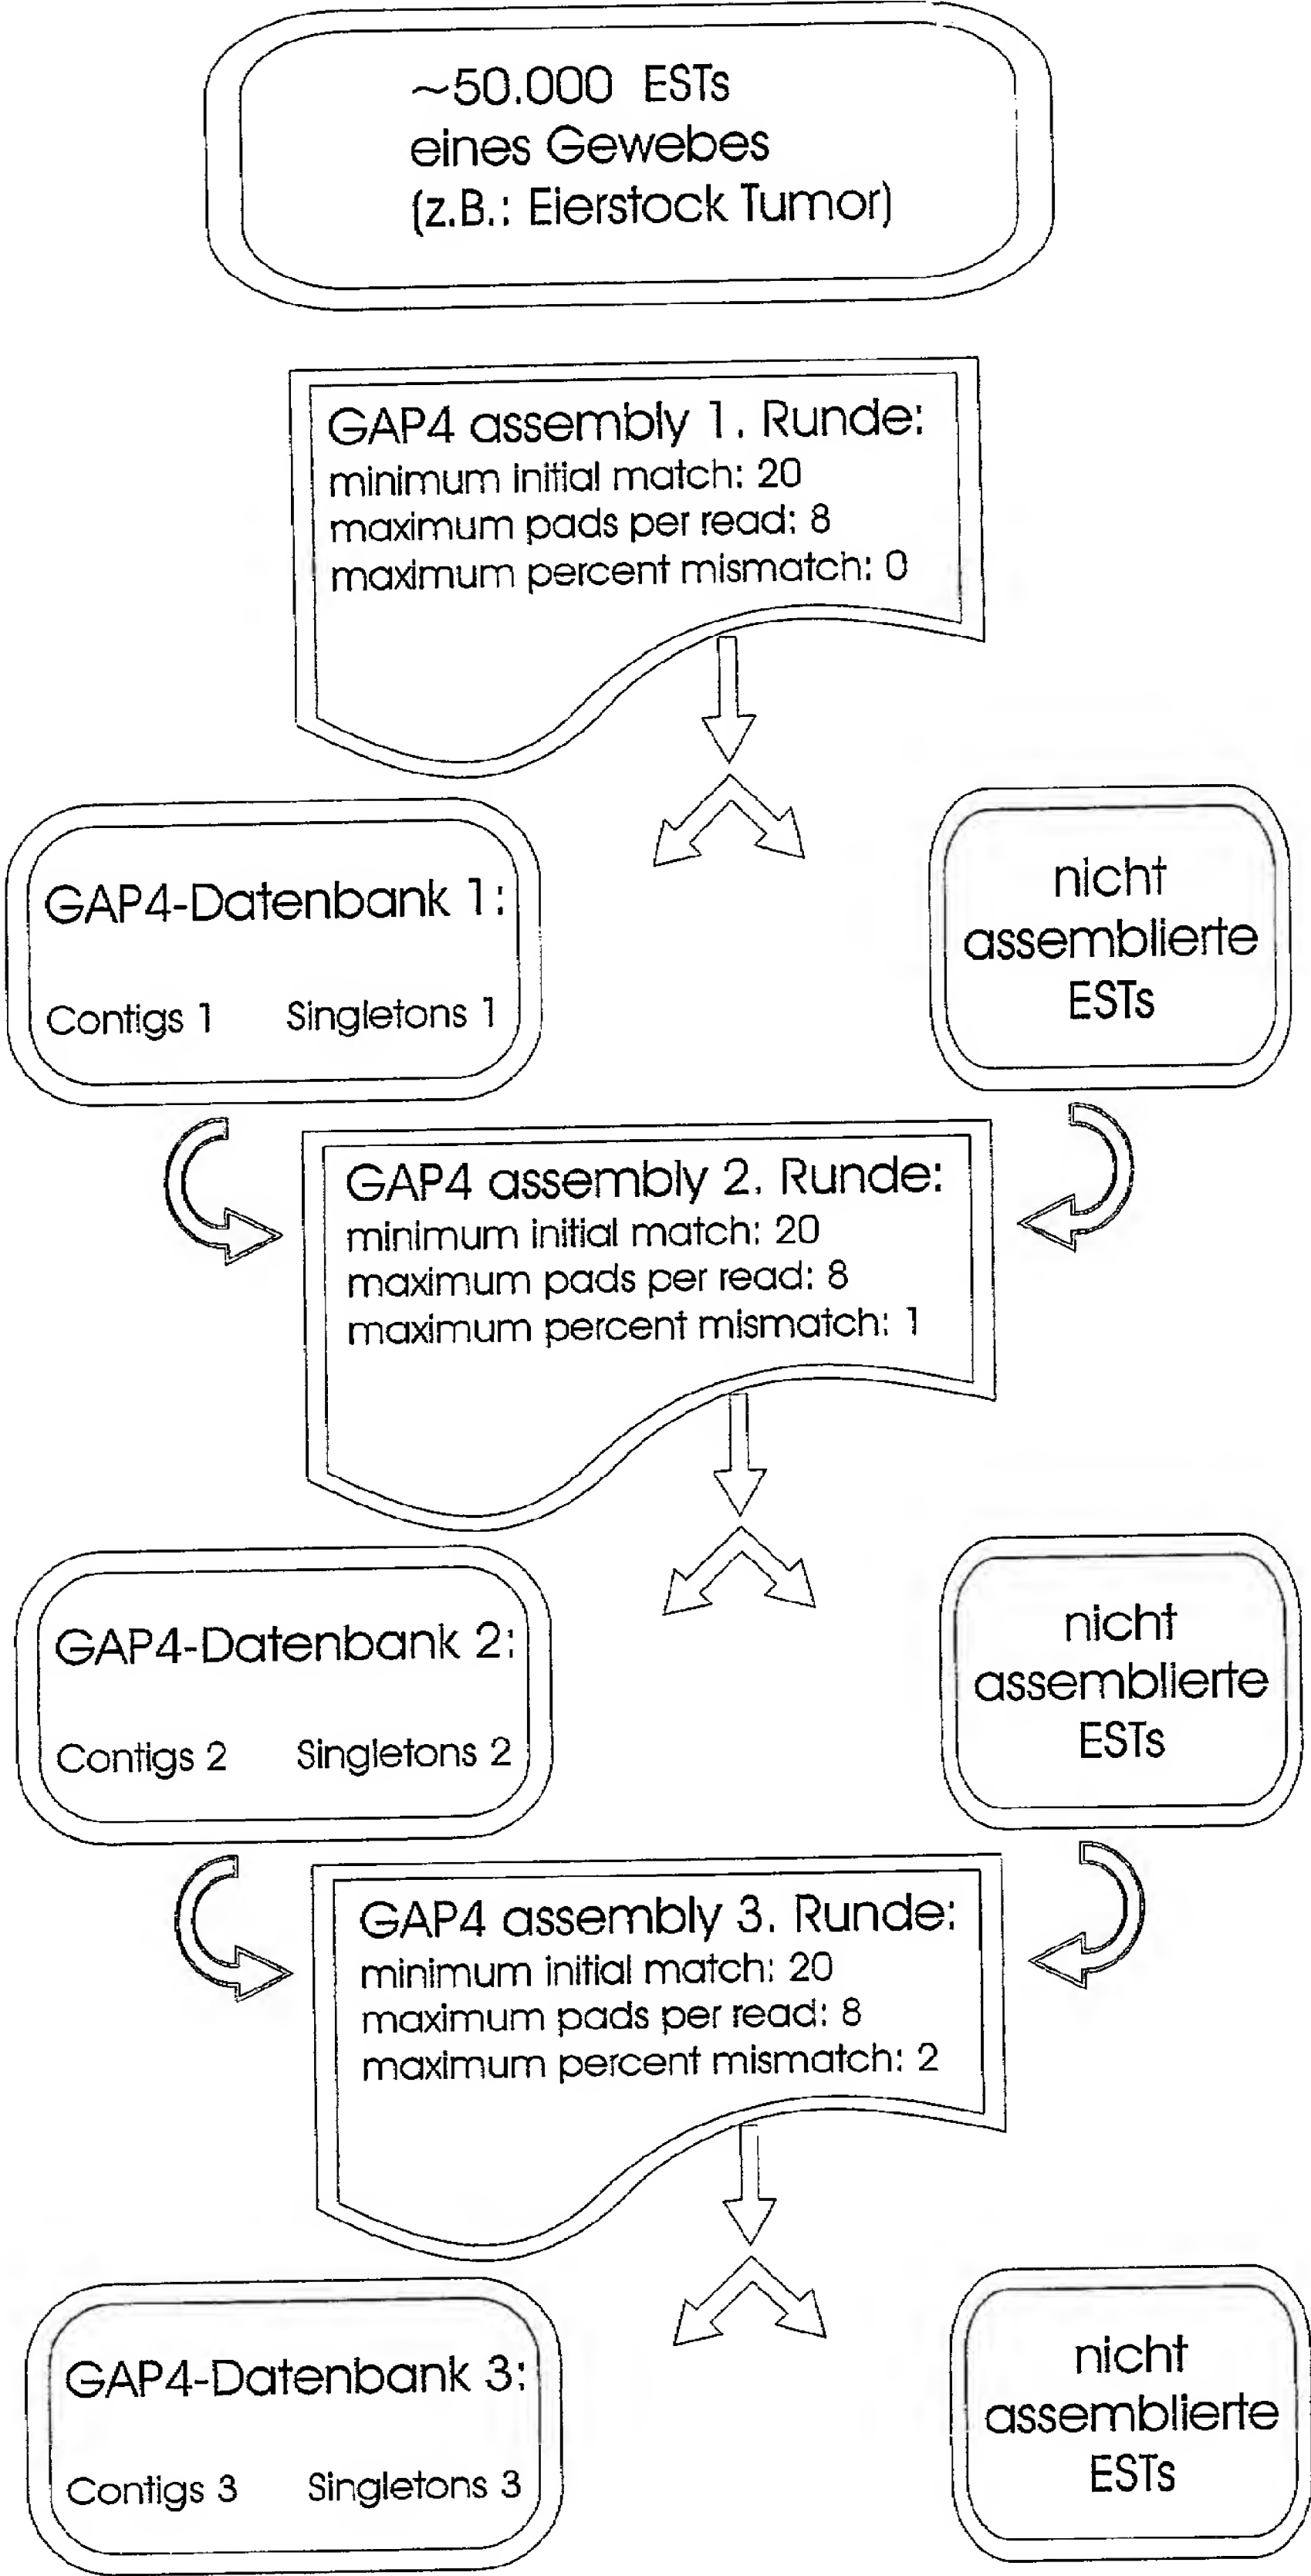 ~50.000 ESTs
eines Gewebes
(z.B.: Eierstock Tumor)
GAP4 assembly 1. Runde:
minimum initial match: 20
maximum pads per read: 8
maximum percent mismatch: 0
GAP4-Datenbank 1:
Contigs 1 Singletons 1
nicht
assemblierte
ESTs
GAP4 assembly 2. Runde:
minimum initial match: 20
maximum pads per read: 8
maximum percent mismatch: 1
GAP4-Datenbank 2:
Contigs 2 Singletons 2
nicht
assemblierte
ESTs
GAP4 assembly 3. Runde:
minimum initial match: 20
maximum pads per read: 8
maximum percent mismatch: 2
GAP4-Datenbank 3:
Contigs 3 Singletons 3
nicht
assemblierte
ESTs